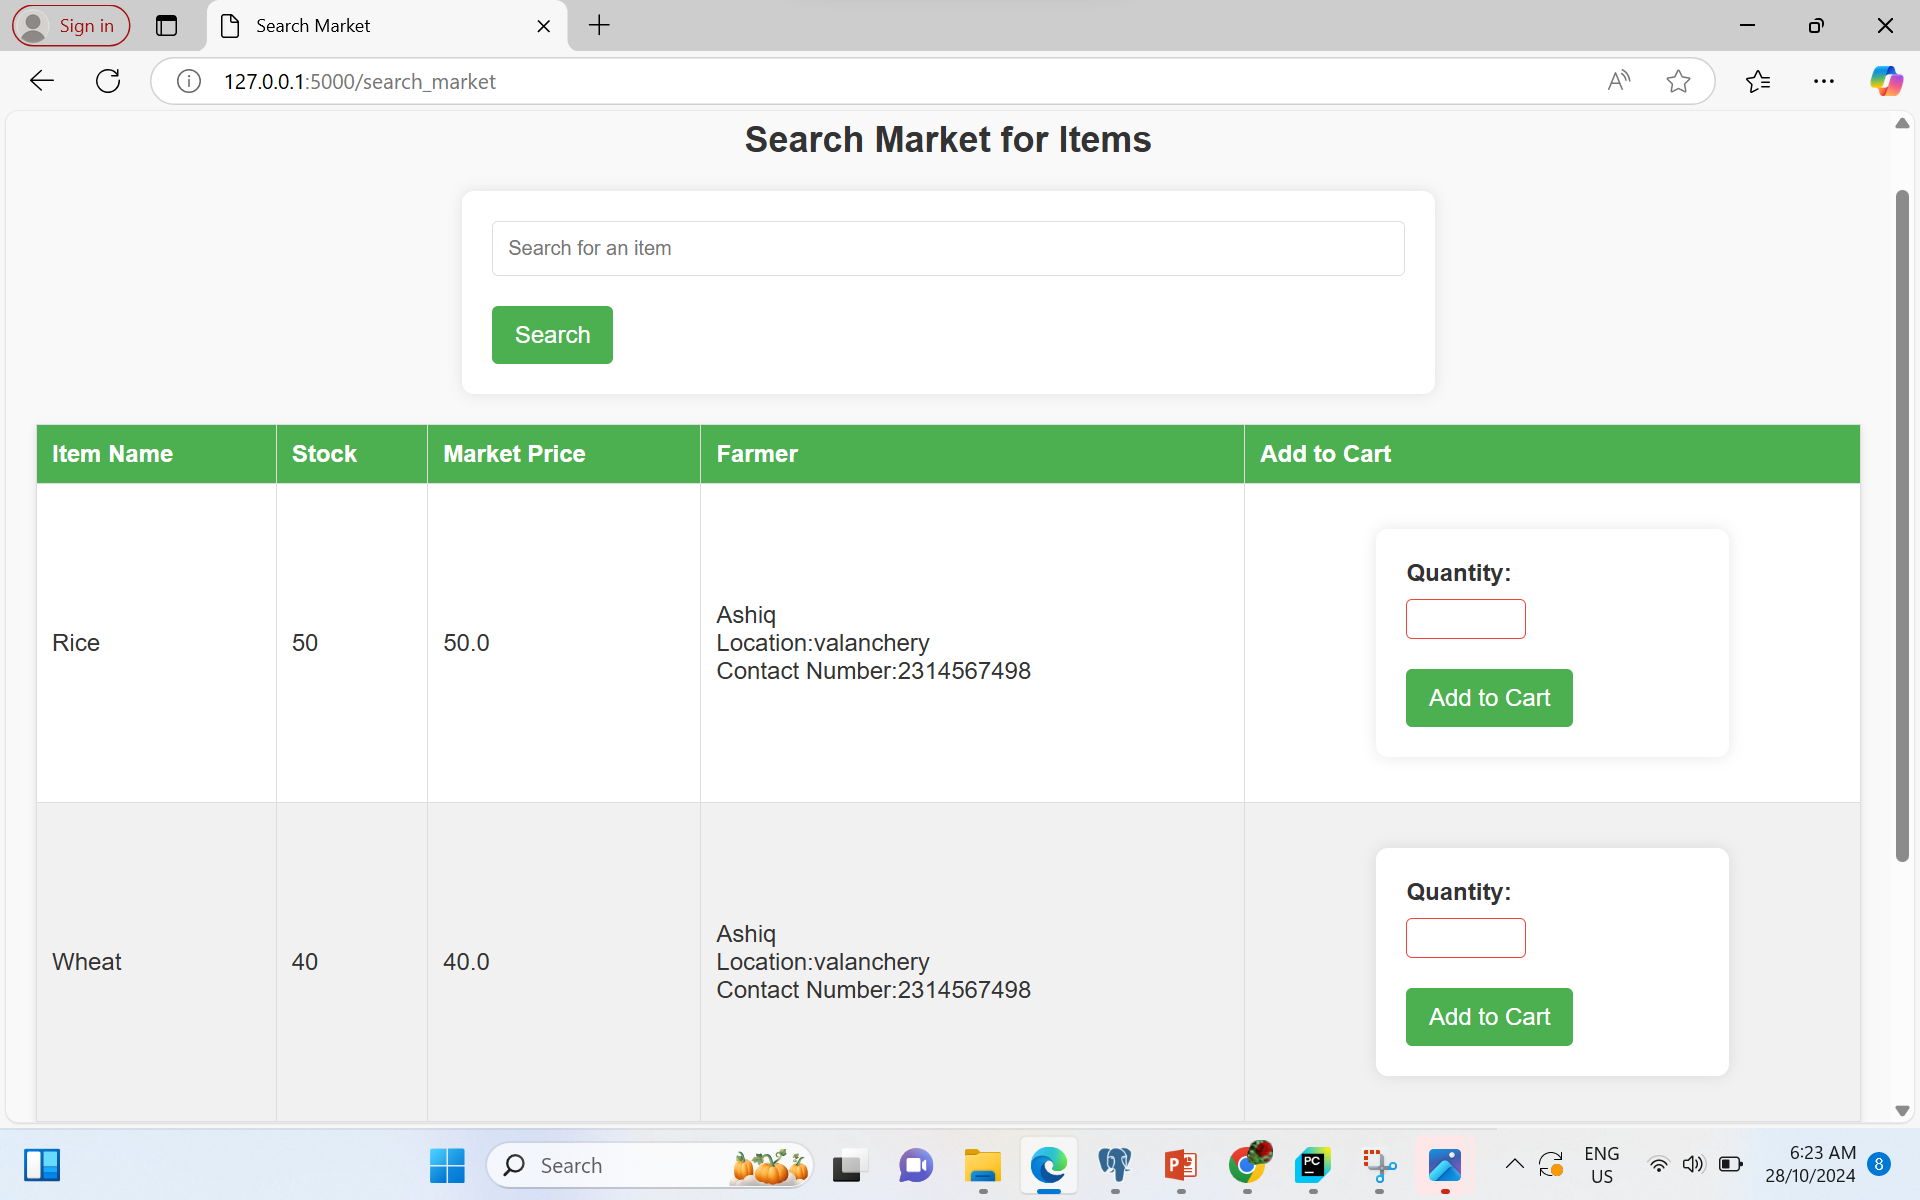 Sign in
Search Market
127.0.0.1:5000/search_market
Search Market for Items
Search for an item
Search
Item Name Stock Market Price Farmer Add to Cart
Rice 50 50.0
Ashiq
Location:valanchery
Contact Number:2314567498
Quantity:
Add to Cart
Wheat 40 40.0
Ashiq
Location:valanchery
Contact Number:2314567498
Quantity:
Add to Cart
Search
PC
ENG
US
6:23 AM
28/10/2024
8